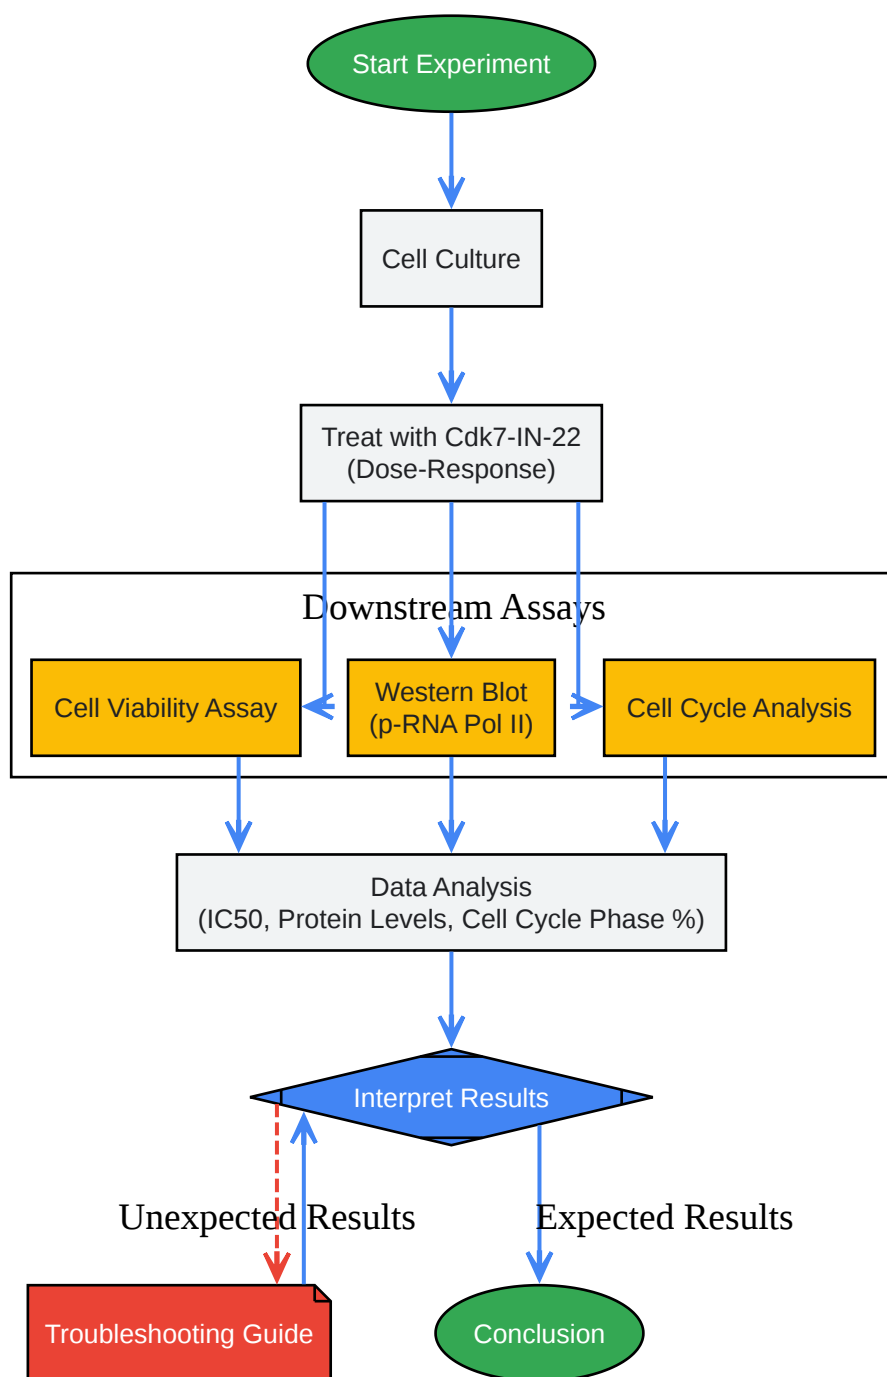 Start Experiment
Cell Culture
Treat with Cdk7-IN-22
(Dose-Response)
Downstream Assays
Cell Viability Assay
Western Blot
(p-RNA Pol II)
Cell Cycle Analysis
Data Analysis
(IC50, Protein Levels, Cell Cycle Phase %)
Interpret Results
Unexpected Results
Expected Results
Troubleshooting Guide
Conclusion